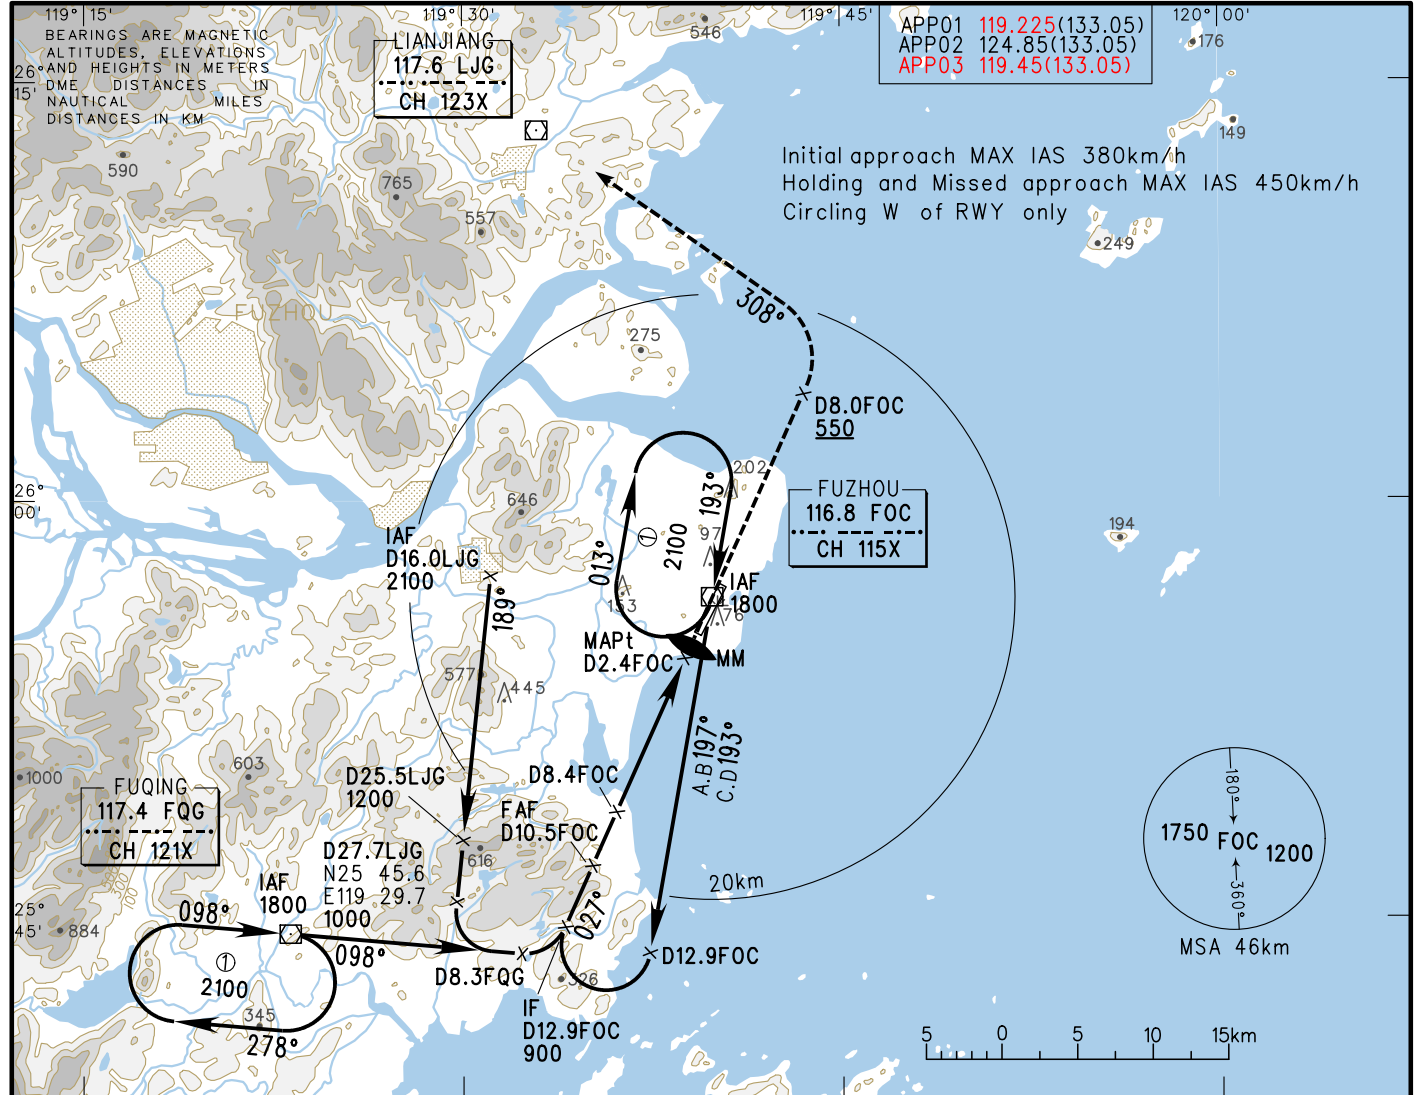 119° 15'
119° 30'
119° 45'
120° 00'
BEARINGS ARE MAGNETIC
ALTITUDES, ELEVATIONS
AND HEIGHTS IN METERS
DME DISTANCES IN
NAUTICAL MILES
DISTANCES IN KM
26°
15'
LIANJIANG
117.6 LJG
CH 123X
APP01 119.225(133.05)
APP02 124.85(133.05)
APP03 119.45(133.05)
546
176
149
590
765
557
Initial approach MAX IAS 380km/h
Holding and Missed approach MAX IAS 450km/h
Circling W of RWY only
249
FUZHOU
308°
275
D8.0FOC
550
202
193°
26°
00'
646
FUZHOU
116.8 FOC
CH 115X
97
①
2100
013°
194
IAF
D16.0LJG
2100
189°
153
IAF
1800
76
MAPt
D2.4FOC
MM
577
445
A.B197°
C.D193°
1000
603
D25.5LJG
1200
D8.4FOC
FUQING
117.4 FQG
CH 121X
FAF
D10.5FOC
180°
1750 FOC 1200
360°
MSA 46km
D27.7LJG
N25 45.6
E119 29.7
1000
616
20km
IAF
1800
25°
45'
884
098°
098°
027°
①
2100
D8.3FQG
D12.9FOC
326
345
278°
IF
D12.9FOC
900
5 0 5 10 15km